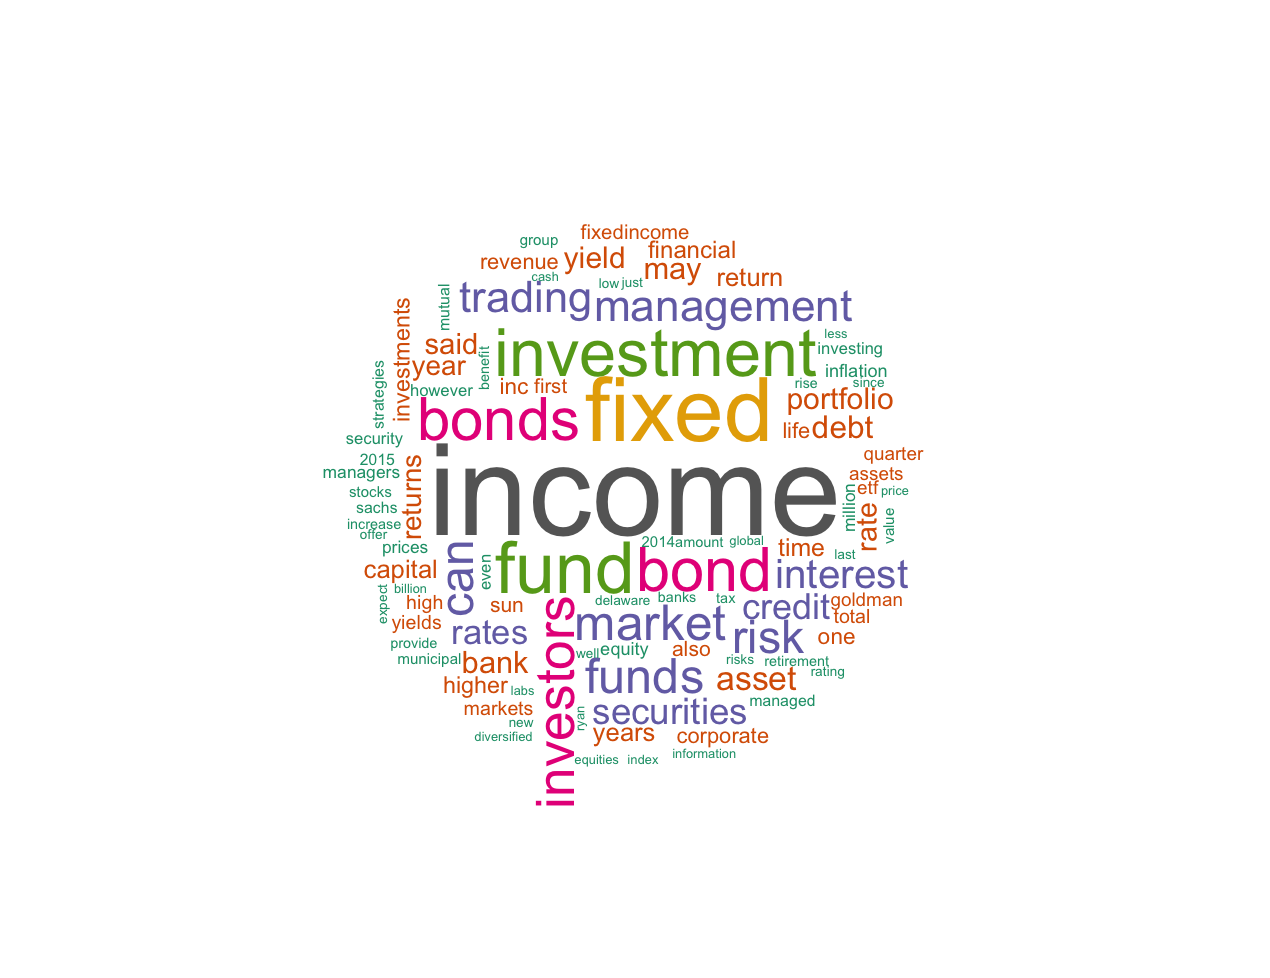 fixedincome
group
financial
revenue
yield
may
return
cash
low
just
trading
management
mutual
investments
said
year
benefit
investment
less
investing
inflation
rise
since
strategies
however
inc
first
bonds
fixed
portfolio
life
debt
security
2015
managers
stocks
sachs
increase
offer
prices
returns
income
quarter
assets
etf
price
million
rate
value
capital
can
even
fund
bond
2014
amount
global
time
last
interest
expect
billion
high
yields
sun
delaware
banks
tax
credit
goldman
total
provide
rates
investors
market
risk
one
municipal
bank
well
equity
also
risks
retirement
rating
higher
labs
funds
asset
managed
markets
new
diversified
ryan
securities
years
corporate
equities
index
information